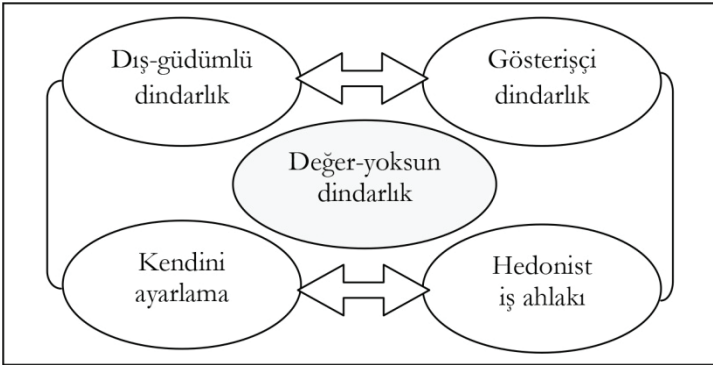 Dış-güdümlü
dindarlık
Gösterişçi
dindarlık
Değer-yoksun
dindarlık
Kendini
ayarlama
Hedonist
iş ahlakı